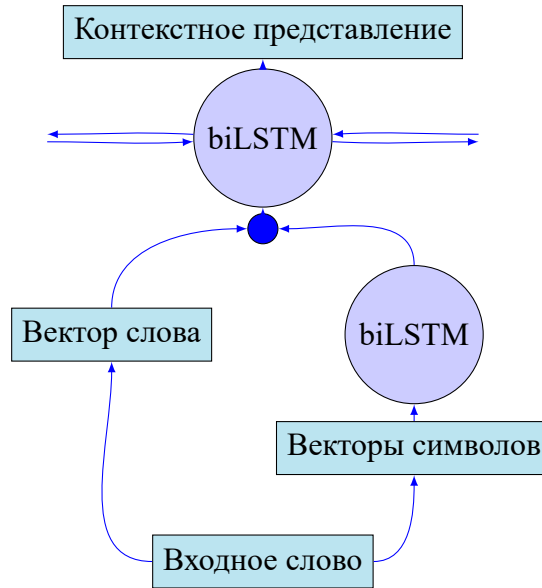 Контекстное представление
biLSTM
Вектор слова
biLSTM
Векторы символов
Входное слово